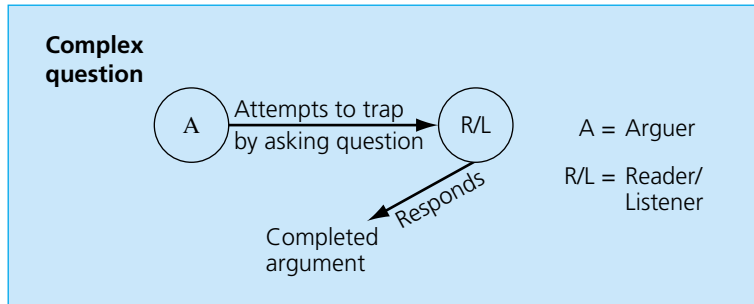 Complex
question
A
Attempts to trap
by asking question
R/L
A = Arguer
R/L = Reader/
Listener
Responds
Completed
argument